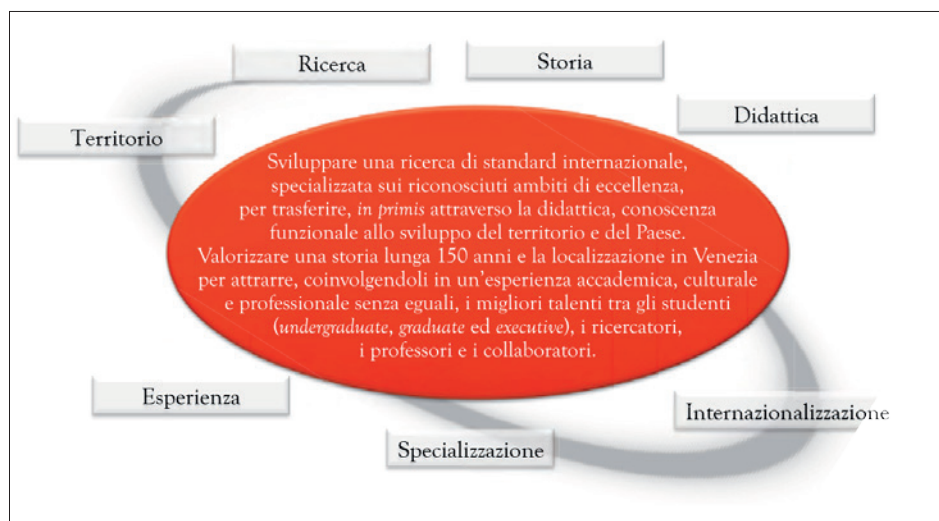 Ricerca
Storia
Didattica
Territorio
Sviluppare una ricerca di standard internazionale,
specializzata sui riconosciuti ambiti di eccellenza,
per trasferire, in primis attraverso la didattica, conoscenza
funzionale allo sviluppo del territorio e del Paese.
Valorizzare una storia lunga 150 anni e la localizzazione in Venezia
per attrarre, coinvolgendoli in un'esperienza accademica, culturale
e professionale senza eguali, i migliori talenti tra gli studenti
(undergraduate, graduate ed executive), i ricercatori,
i professori e i collaboratori.
Esperienza
Internazionalizzazione
Specializzazione